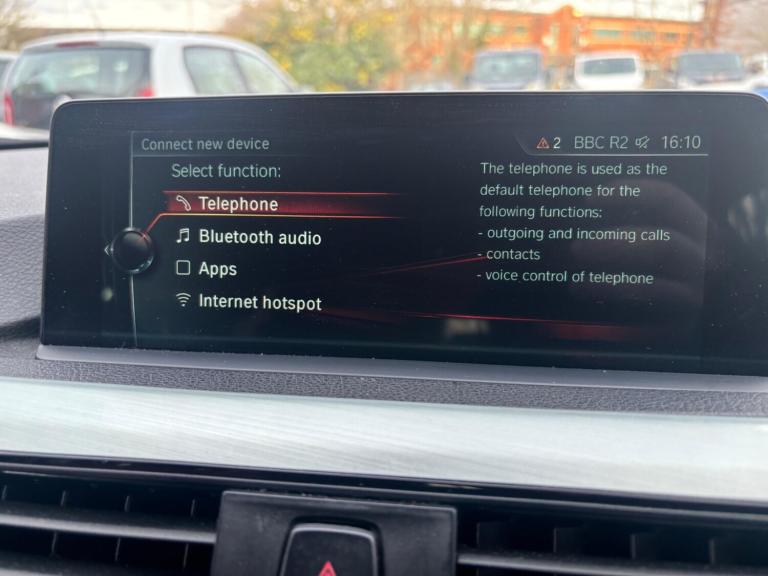 Connect new device
2 BBC R2 16:10
Select function:
Telephone
Bluetooth audio
Apps
Internet hotspot
The telephone is used as the
default telephone for the
following functions:
- outgoing and incoming calls
- contacts
- voice control of telephone